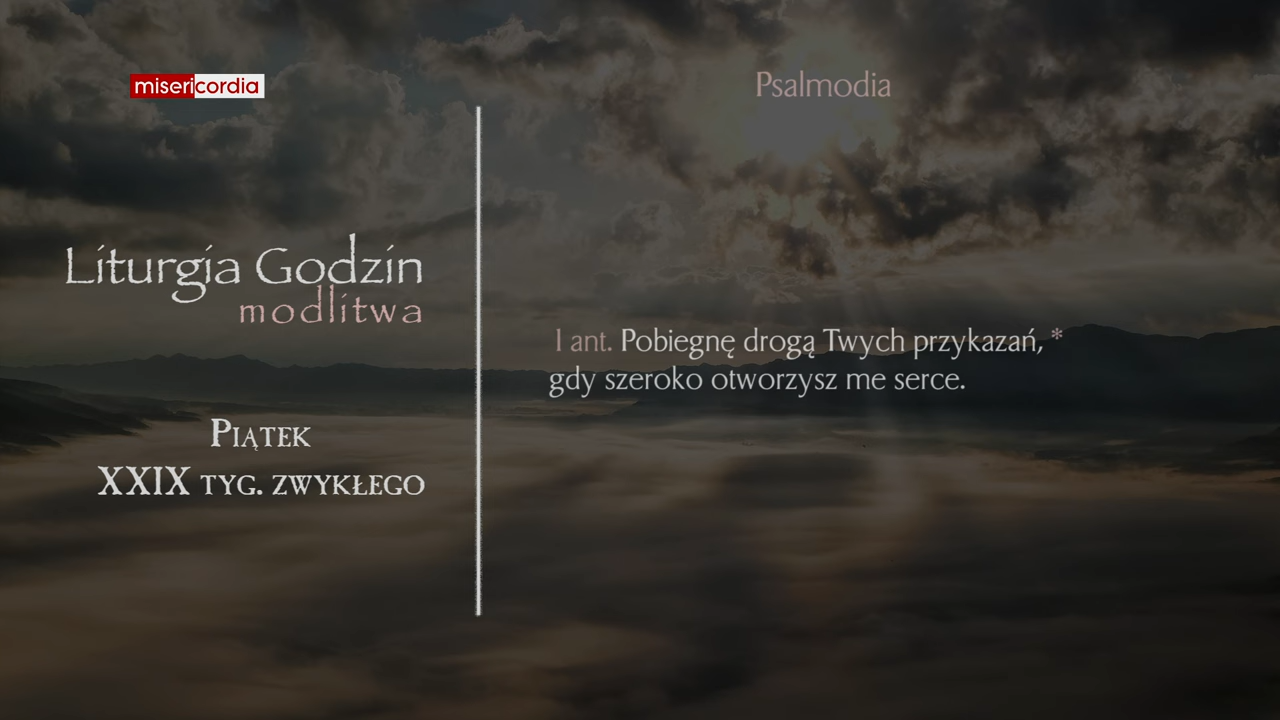 misericordia
Liturgia Godzin
modlitwa
Piątek
XXIX tyg. zwykłego
Psalmodia
I ant. Pobiegnę drogą Twych przykazań, *
gdy szeroko otworzysz me serce.